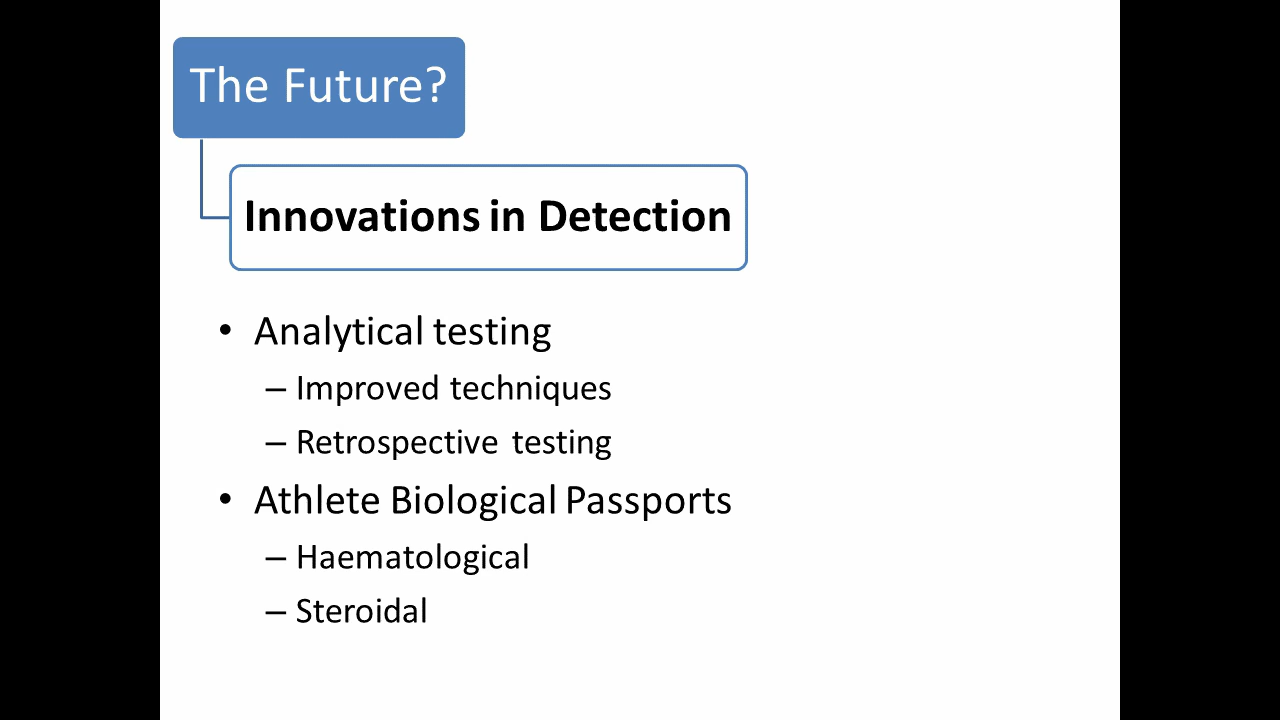 The Future?
Innovations in Detection
• Analytical testing
– Improved techniques
– Retrospective testing
• Athlete Biological Passports
– Haematological
– Steroidal